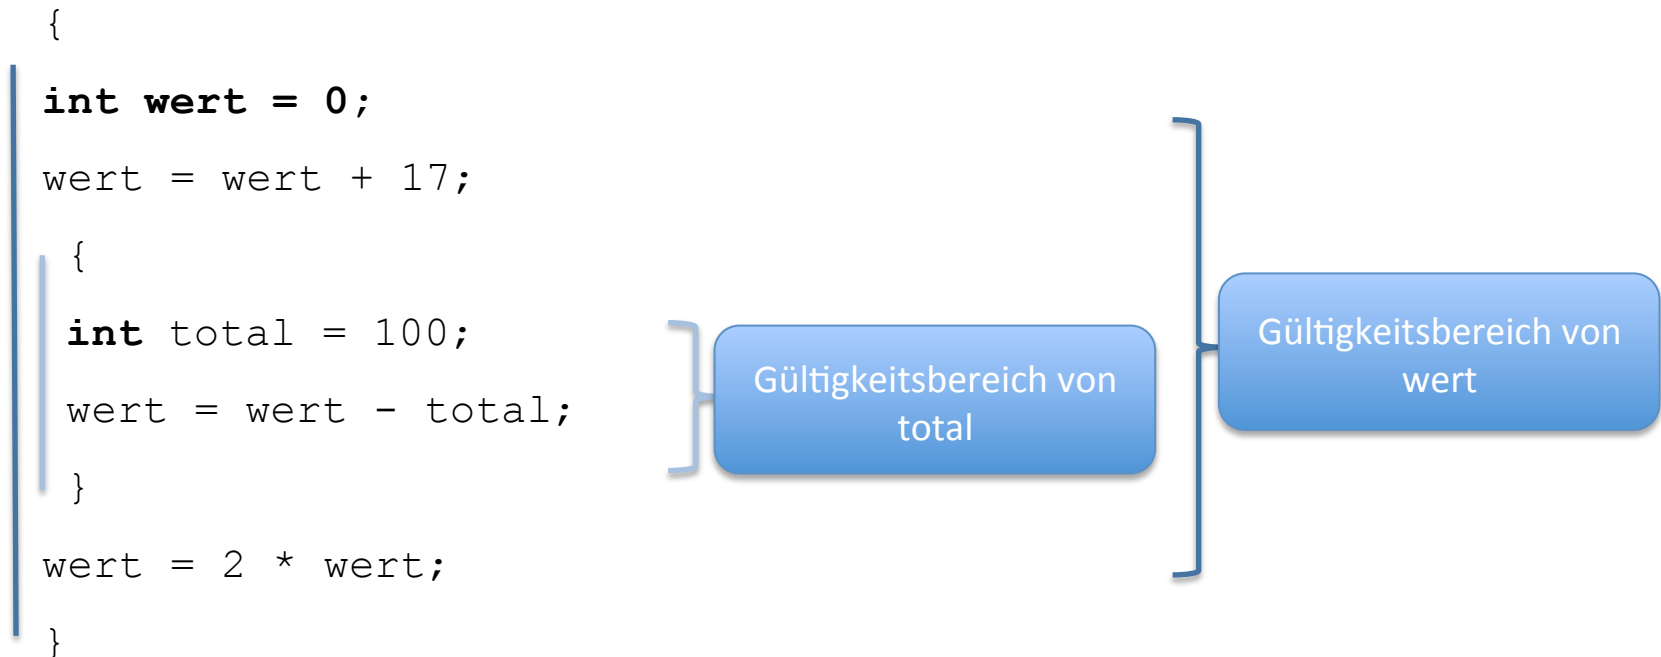 {
int wert = 0;
wert = wert + 17;
{
int total = 100;
wert = wert - total;
}
wert = 2 * wert;
}
Gültigkeitsbereich von
total
Gültigkeitsbereich von
wert